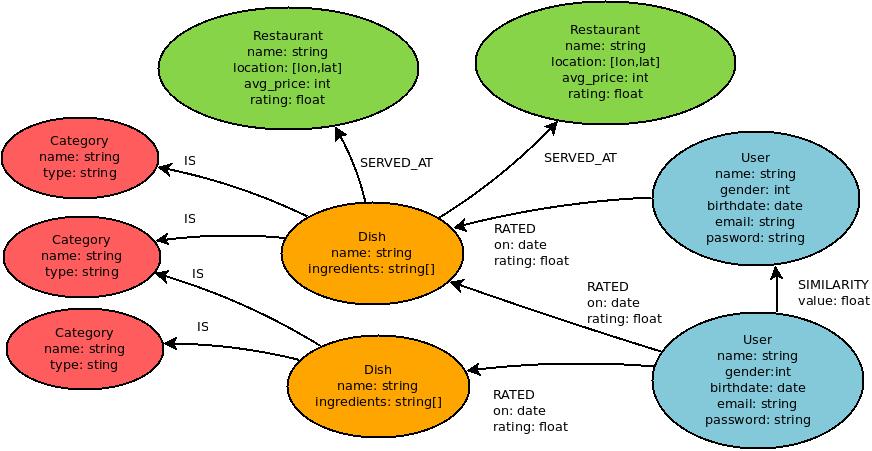 Restaurant
name: string
location: [lon,lat]
avg_price: int
rating: float
Restaurant
name: string
location: [lon,lat]
avg_price: int
rating: float
Category
name: string
type: string
IS
SERVED_AT
SERVED_AT
User
name: string
gender: int
birthdate: date
email: string
pasword: string
Category
name: string
type: string
IS
Dish
name: string
ingredients: string[]
RATED
on: date
rating: float
IS
RATED
on: date
rating: float
SIMILARITY
value: float
Category
name: string
type: sting
IS
Dish
name: string
ingredients: string[]
RATED
on: date
rating: float
User
name: string
gender:int
birthdate: date
email: string
password: string